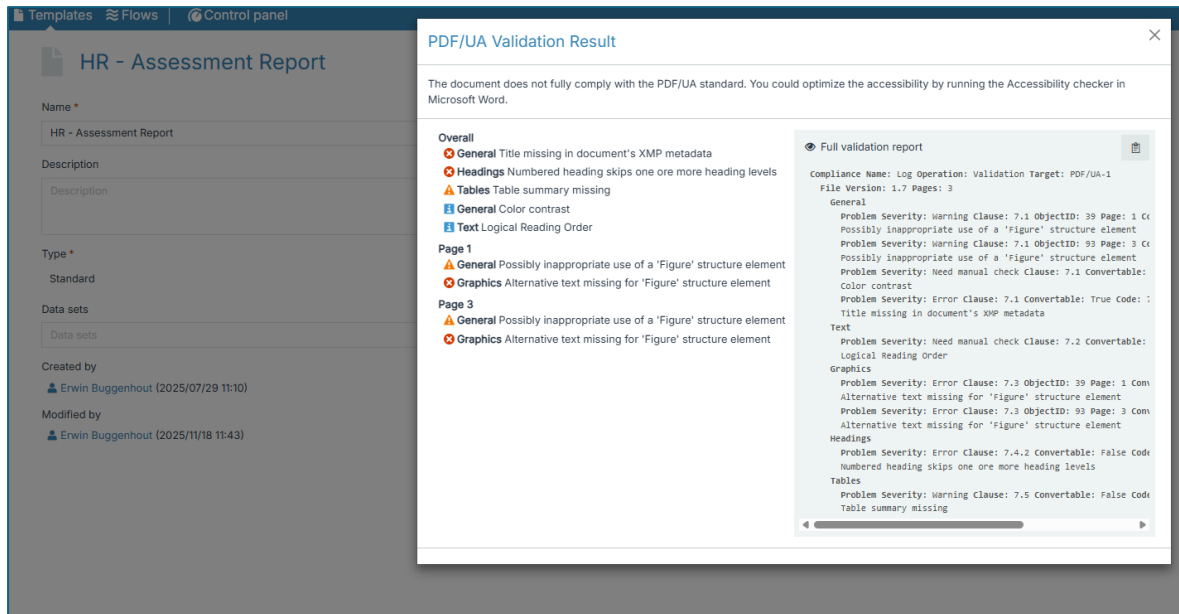 Templates Flows Control panel
HR - Assessment Report
Name *
HR - Assessment Report
Description
Description
Type *
Standard
Data sets
Data sets
Created by
Erwin Buggenhout (2025/07/29 11:10)
Modified by
Erwin Buggenhout (2025/11/18 11:43)
PDF/UA Validation Result
The document does not fully comply with the PDF/UA standard. You could optimize the accessibility by running the Accessibility checker in
Microsoft Word.
Overall
General Title missing in document's XMP metadata
Headings Numbered heading skips one ore more heading levels
Tables Table summary missing
General Color contrast
Text Logical Reading Order
Page 1
General Possibly inappropriate use of a 'Figure' structure element
Graphics Alternative text missing for 'Figure' structure element
Page 3
General Possibly inappropriate use of a 'Figure' structure element
Graphics Alternative text missing for 'Figure' structure element
Full validation report
Compliance Name: Log Operation: Validation Target: PDF/UA-1
File Version: 1.7 Pages: 3
General
Problem Severity: Warning Clause: 7.1 ObjectID: 39 Page: 1
Possibly inappropriate use of a 'Figure' structure element
Problem Severity: Warning Clause: 7.1 ObjectID: 93 Page: 3
Possibly inappropriate use of a 'Figure' structure element
Problem Severity: Need manual check Clause: 7.1 Convertable:
Color contrast
Problem Severity: Error Clause: 7.1 Convertable: True Code: 7
Title missing in document's XMP metadata
Text
Problem Severity: Need manual check Clause: 7.2 Convertable:
Logical Reading Order
Graphics
Problem Severity: Error Clause: 7.3 ObjectID: 39 Page: 1 Conv
Alternative text missing for 'Figure' structure element
Problem Severity: Error Clause: 7.3 ObjectID: 93 Page: 3 Conv
Alternative text missing for 'Figure' structure element
Headings
Problem Severity: Error Clause: 7.4.2 Convertable: False Code
Numbered heading skips one ore more heading levels
Tables
Problem Severity: Warning Clause: 7.5 Convertable: False Code
Table summary missing